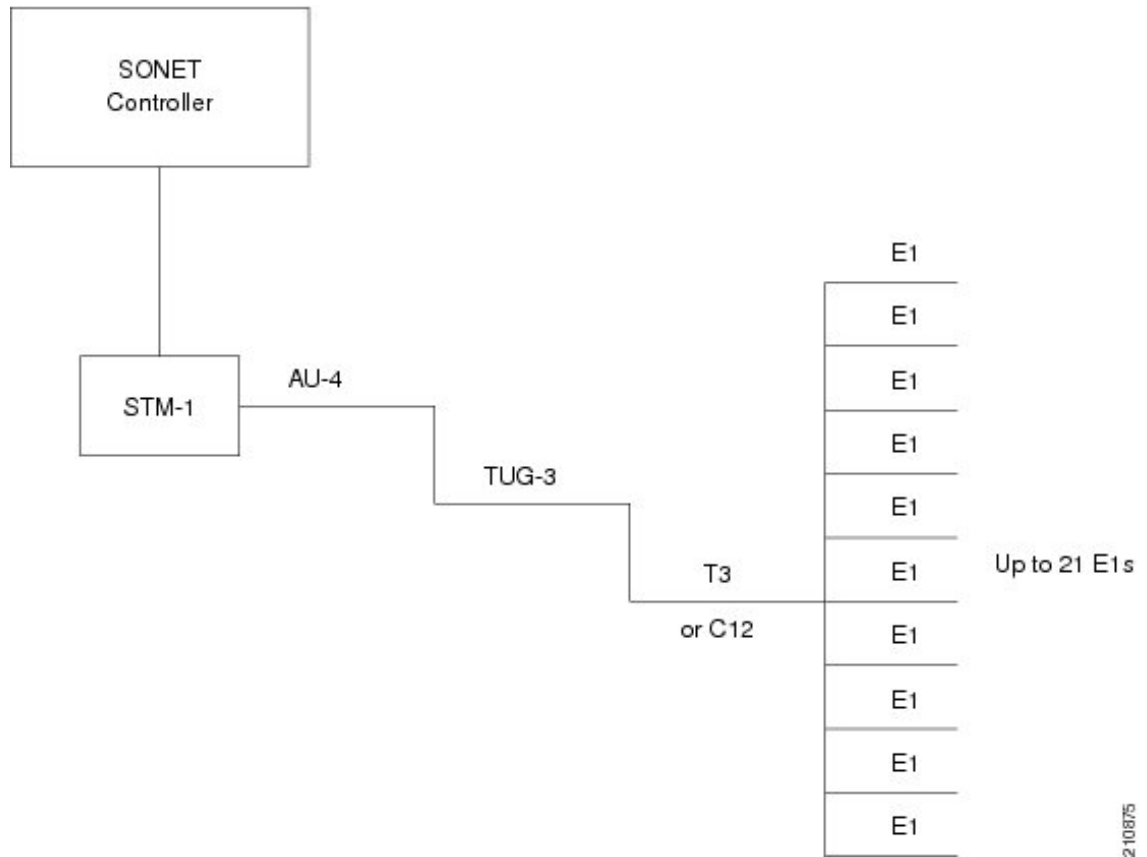 SONET
Controller
STM-1
AU-4
TUG-3
T3
or C12
E1
E1
E1
E1
E1
E1
E1
E1
E1
E1
Up to 21 E1s
210875